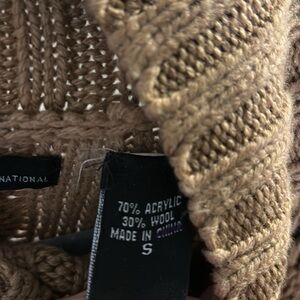 NATIONAL
70% ACRYLIC
30% WOOL
MADE IN CHINA
S